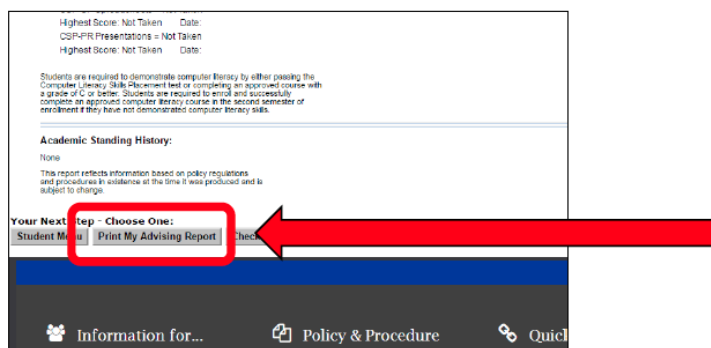 Highest Score: Not Taken Date:
CSP-PR Presentations = Not Taken
Highest Score: Not Taken Date:
Students are required to demonstrate computer literacy by either passing the
Computer Literacy Skills Placement test or completing an approved course with
a grade of C or better. Students are required to enroll and successfully
complete an approved computer literacy course in the second semester of
enrollment if they have not demonstrated computer literacy skills.
Academic Standing History:
None
This report reflects information based on policy regulations
and procedures in existence at the time it was produced and is
subject to change.
Your Next Step - Choose One:
Student Menu Print My Advising Report Check
Information for... Policy & Procedure Quicl